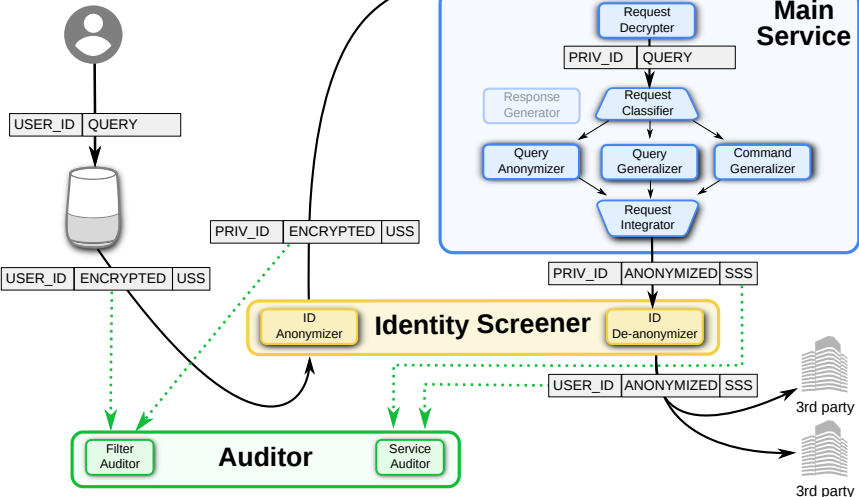 Request
Decrypter
Main
Service
PRIV_ID QUERY
Response
Generator
Request
Classifier
USER_ID QUERY
Query
Anonymizer
Query
Generalizer
Command
Generalizer
Request
Integrator
PRIV_ID ENCRYPTED USS
USER_ID ENCRYPTED USS
PRIV_ID ANONYMIZED SSS
ID
Anonymizer
Identity Screener
ID
De-anonymizer
USER_ID ANONYMIZED SSS
3rd party
Filter
Auditor
Auditor
Service
Auditor
3rd party